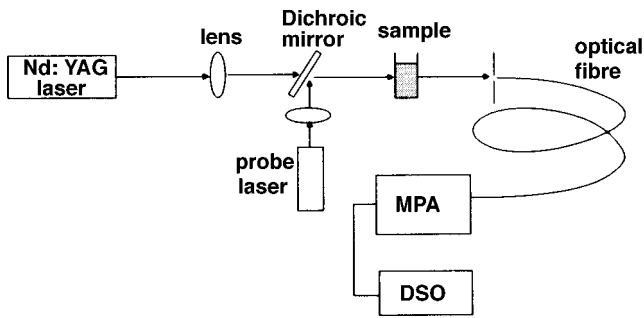 Nd: YAG
laser
lens
Dichroic
mirror
sample
optical
fibre
probe
laser
MPA
DSO